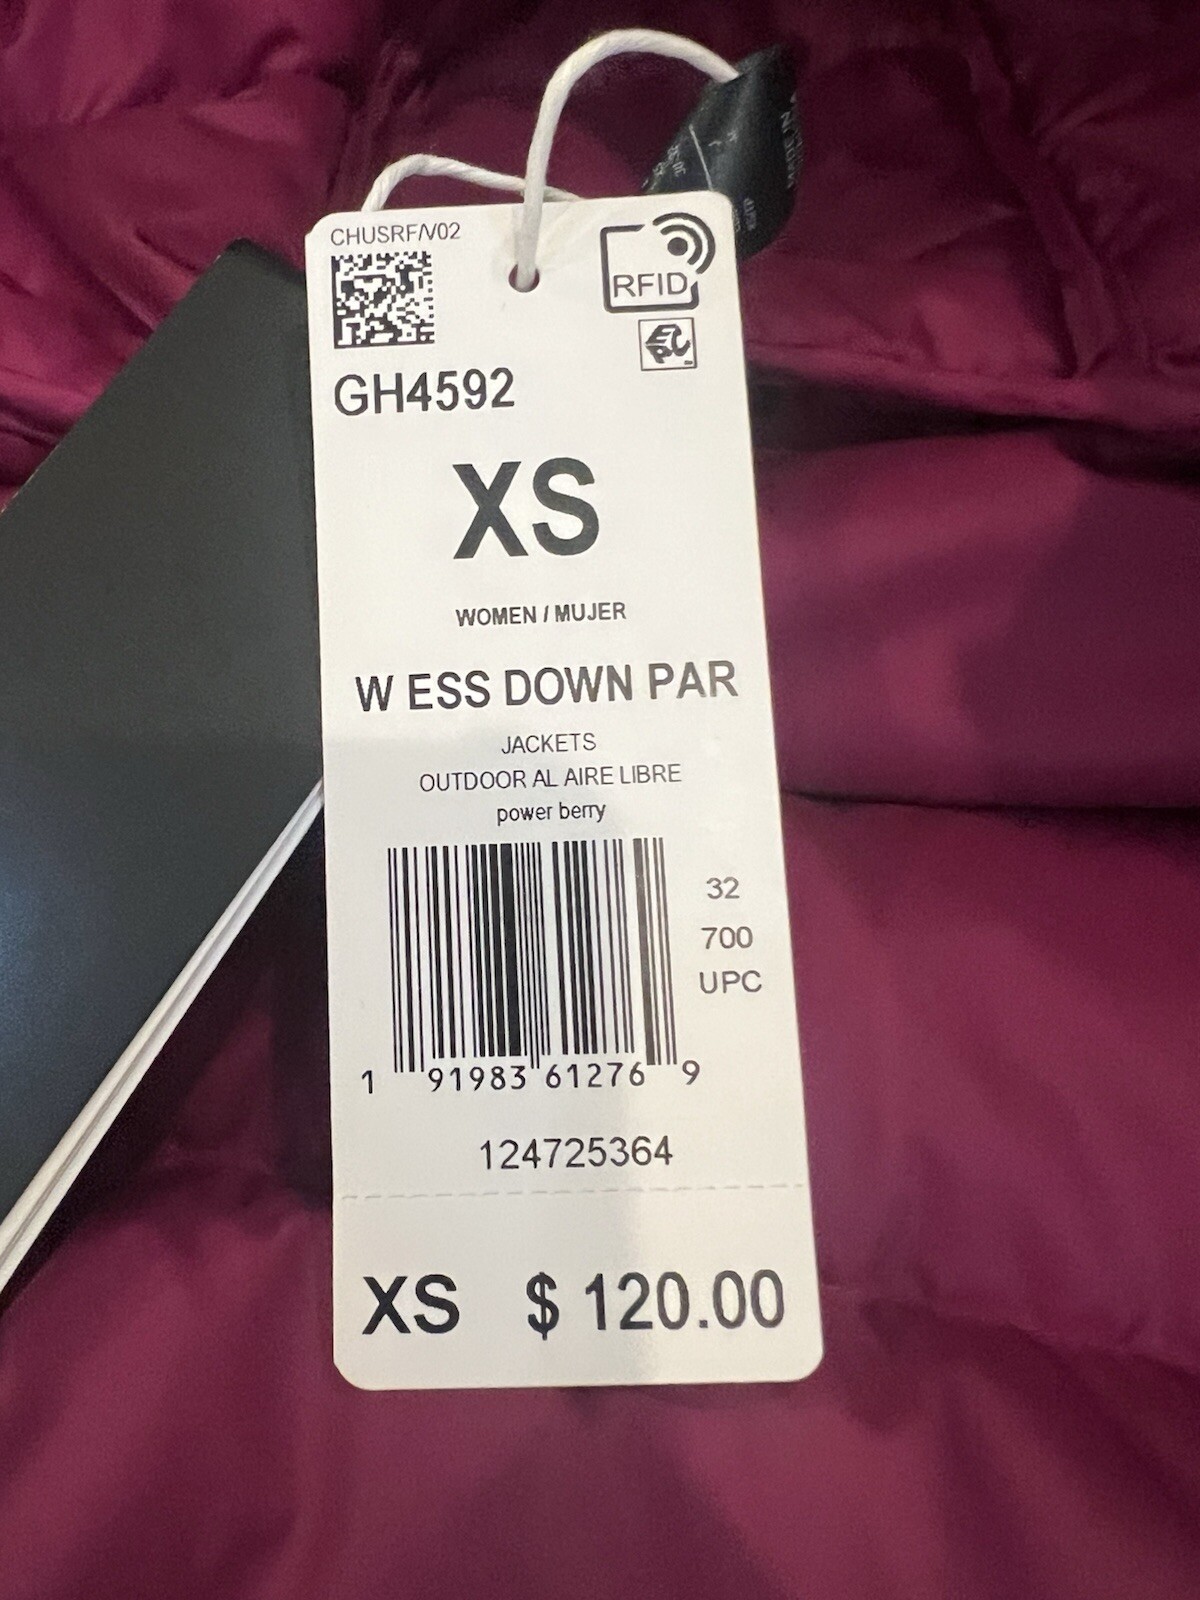 CHUSRF/V02
RFID
EPC
GH4592
XS
WOMEN / MUJER
W ESS DOWN PAR
JACKETS
OUTDOOR AL AIRE LIBRE
power berry
32
700
UPC
1 91983 61276 9
124725364
XS $ 120.00